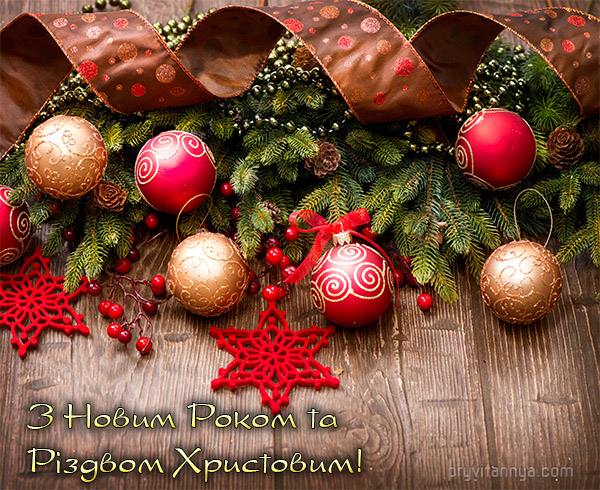 З Новим Роком та
Різдвом Христовим!
pryvitannya.com